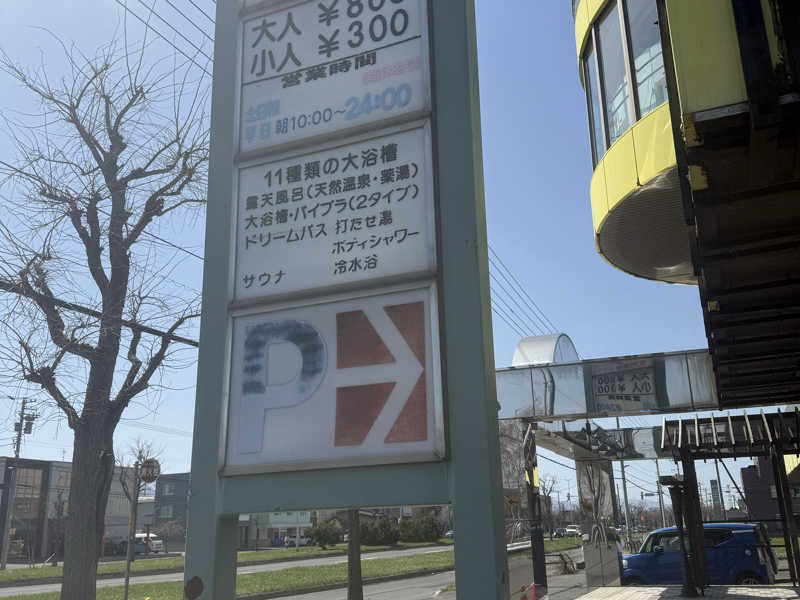 大人 ￥800
小人 ￥300
営業時間
土日祝
平日 朝10:00～24:00
11種類の大浴槽
露天風呂(天然温泉・薬湯)
大浴槽・バイブラ(2タイプ)
ドリームバス 打たせ湯
ボディシャワー
サウナ 冷水浴
P